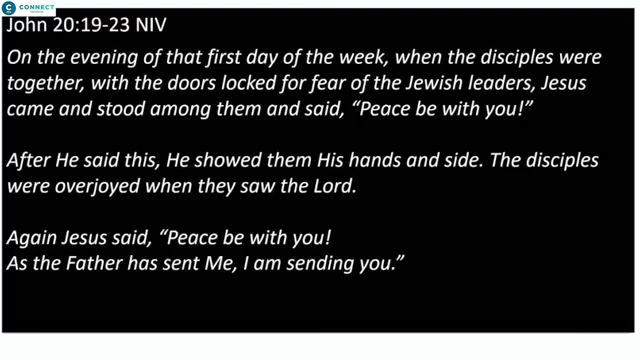 CONNECT
John 20:19-23 NIV
On the evening of that first day of the week, when the disciples were
together, with the doors locked for fear of the Jewish leaders, Jesus
came and stood among them and said, “Peace be with you!”
After He said this, He showed them His hands and side. The disciples
were overjoyed when they saw the Lord.
Again Jesus said, “Peace be with you!
As the Father has sent Me, I am sending you.”